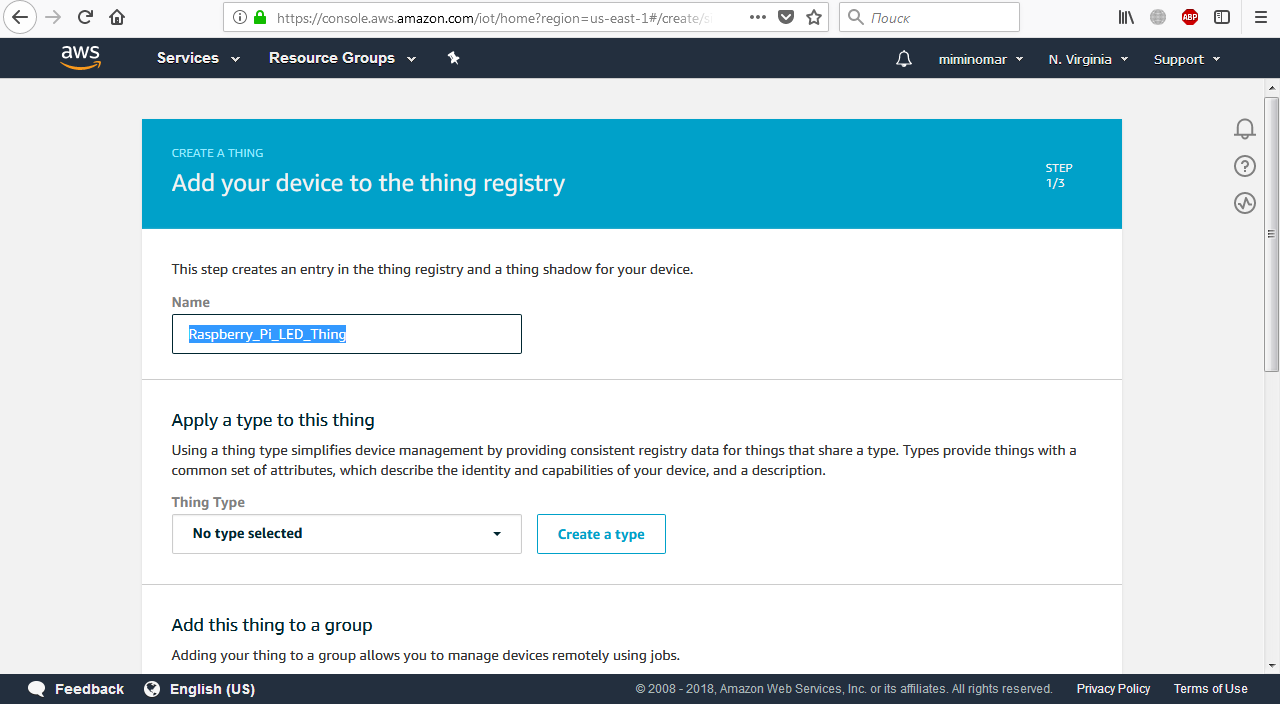 https://console.aws.amazon.com/iot/home?region=us-east-1#/create/s
Поиск
ABP
aws
Services
Resource Groups
miminomar
N. Virginia
Support
CREATE A THING
Add your device to the thing registry
STEP
1/3
This step creates an entry in the thing registry and a thing shadow for your device.
Name
Raspberry_Pi_LED_Thing
Apply a type to this thing
Using a thing type simplifies device management by providing consistent registry data for things that share a type. Types provide things with a
common set of attributes, which describe the identity and capabilities of your device, and a description.
Thing Type
No type selected
Create a type
Add this thing to a group
Adding your thing to a group allows you to manage devices remotely using jobs.
Feedback
English (US)
© 2008 - 2018, Amazon Web Services, Inc. or its affiliates. All rights reserved.
Privacy Policy
Terms of Use